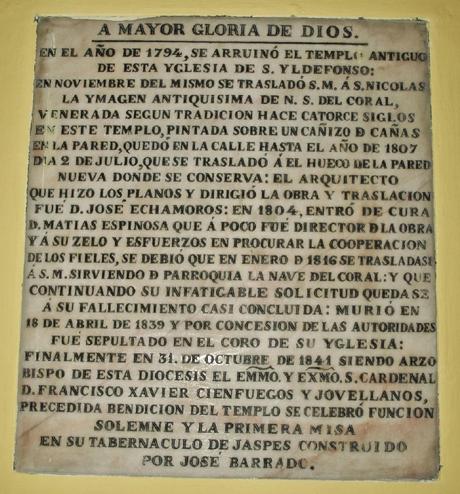 A MAYOR GLORIA DE DIOS.
EN EL AÑO DE 1794, SE ARRUINÓ EL TEMPLO ANTIGUO
DE ESTA YGLESIA DE S. YLDEFONSO:
EN NOVIEMBRE DEL MISMO SE TRASLADÓ S.M. Á S. NICOLAS
LA YMAGEN ANTIQUISIMA DE N. S. DEL CORAL,
VENERADA SEGUN TRADICION HACE CATORCE SIGLOS
EN ESTE TEMPLO, PINTADA SOBRE UN CAÑIZO D CAÑAS
EN LA PARED, QUEDÓ EN LA CALLE HASTA EL AÑO DE 1807
DIA 2 DE JULIO, QUE SE TRASLADÓ Á EL HUECO DE LA PARED
NUEVA DONDE SE CONSERVA: EL ARQUITECTO
QUE HIZO LOS PLANOS Y DIRIGIÓ LA OBRA Y TRASLACION
FUÉ D. JOSÉ ECHAMOROS: EN 1804, ENTRÓ DE CURA
D. MATIAS ESPINOSA QUE Á POCO FUÉ DIRECTOR D LA OBRA
Y Á SU ZELO Y ESFUERZOS EN PROCURAR LA COOPERACION
DE LOS FIELES, SE DEBIÓ QUE EN ENERO D 1816 SE TRASLADASE
Á S.M. SIRVIENDO D PARROQUIA LA NAVE DEL CORAL: Y QUE
CONTINUANDO SU INFATIGABLE SOLICITUD QUEDASE
Á SU FALLECIMIENTO CASI CONCLUIDA: MURIÓ EN
18 DE ABRIL DE 1839 Y POR CONCESION DE LAS AUTORIDADES
FUÉ SEPULTADO EN EL CORO DE SU YGLESIA:
FINALMENTE EN 31. DE OCTUBRE DE 1841 SIENDO ARZO
BISPO DE ESTA DIOCESIS EL EMMO. Y EXMO. S. CARDENAL
D. FRANCISCO XAVIER CIENFUEGOS Y JOVELLANOS,
PRECEDIDA BENDICION DEL TEMPLO SE CELEBRÓ FUNCION
SOLEMNE Y LA PRIMERA MISA
EN SU TABERNACULO DE JASPES CONSTRUIDO
POR JOSÉ BARRADO.